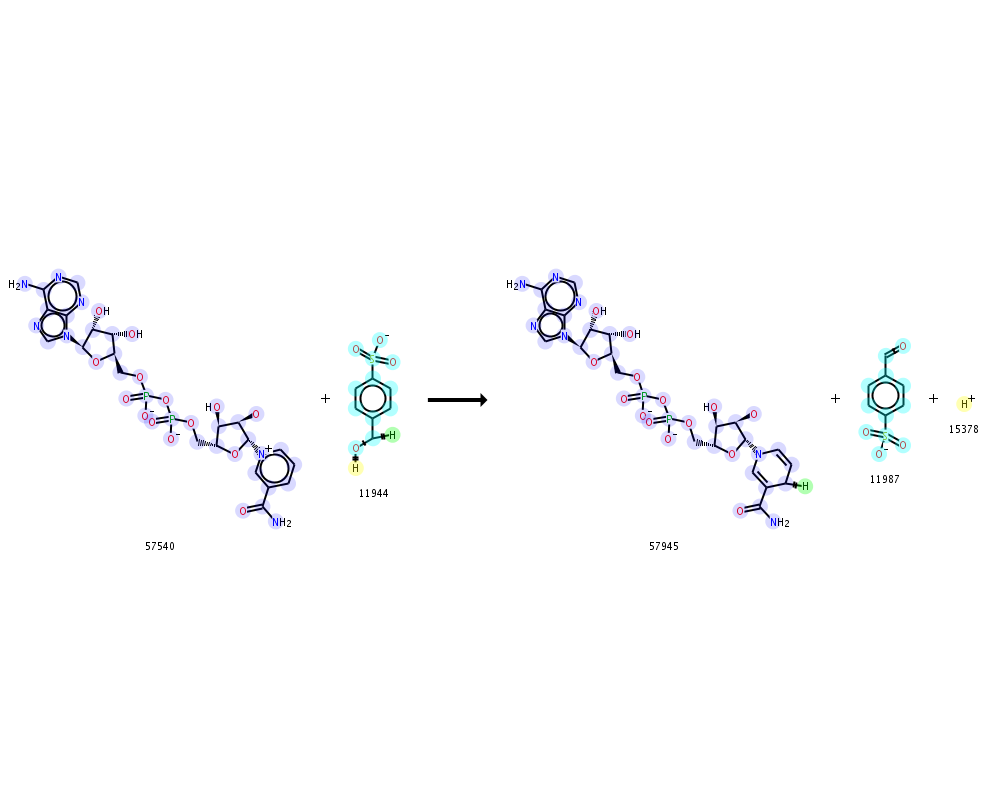 H₂N N N N N OH OH O O P O O⁻ O O P O⁻ O HO O O N⁺ O NH₂
57540
+
O⁻ O S O H O H
11944
H₂N N N N N OH OH O O P O O⁻ O O P O⁻ O HO O O N H O NH₂
57945
+
O O S O O⁻
11987
+
H⁺
15378